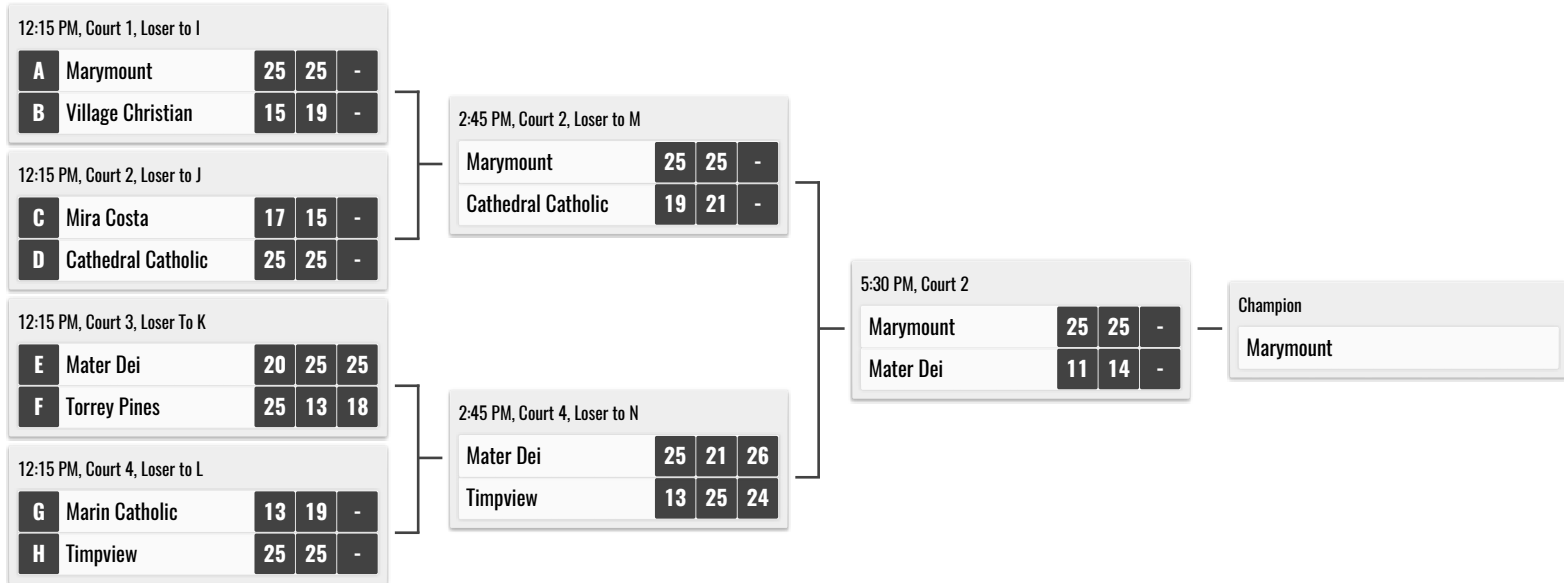 12:15 PM, Court 1, Loser to I
A Marymount 25 25 -
B Village Christian 15 19 -
12:15 PM, Court 2, Loser to J
C Mira Costa 17 15 -
D Cathedral Catholic 25 25 -
12:15 PM, Court 3, Loser To K
E Mater Dei 20 25 25
F Torrey Pines 25 13 18
12:15 PM, Court 4, Loser to L
G Marin Catholic 13 19 -
H Timpview 25 25 -
2:45 PM, Court 2, Loser to M
Marymount 25 25 -
Cathedral Catholic 19 21 -
2:45 PM, Court 4, Loser to N
Mater Dei 25 21 26
Timpview 13 25 24
5:30 PM, Court 2
Marymount 25 25 -
Mater Dei 11 14 -
Champion
Marymount